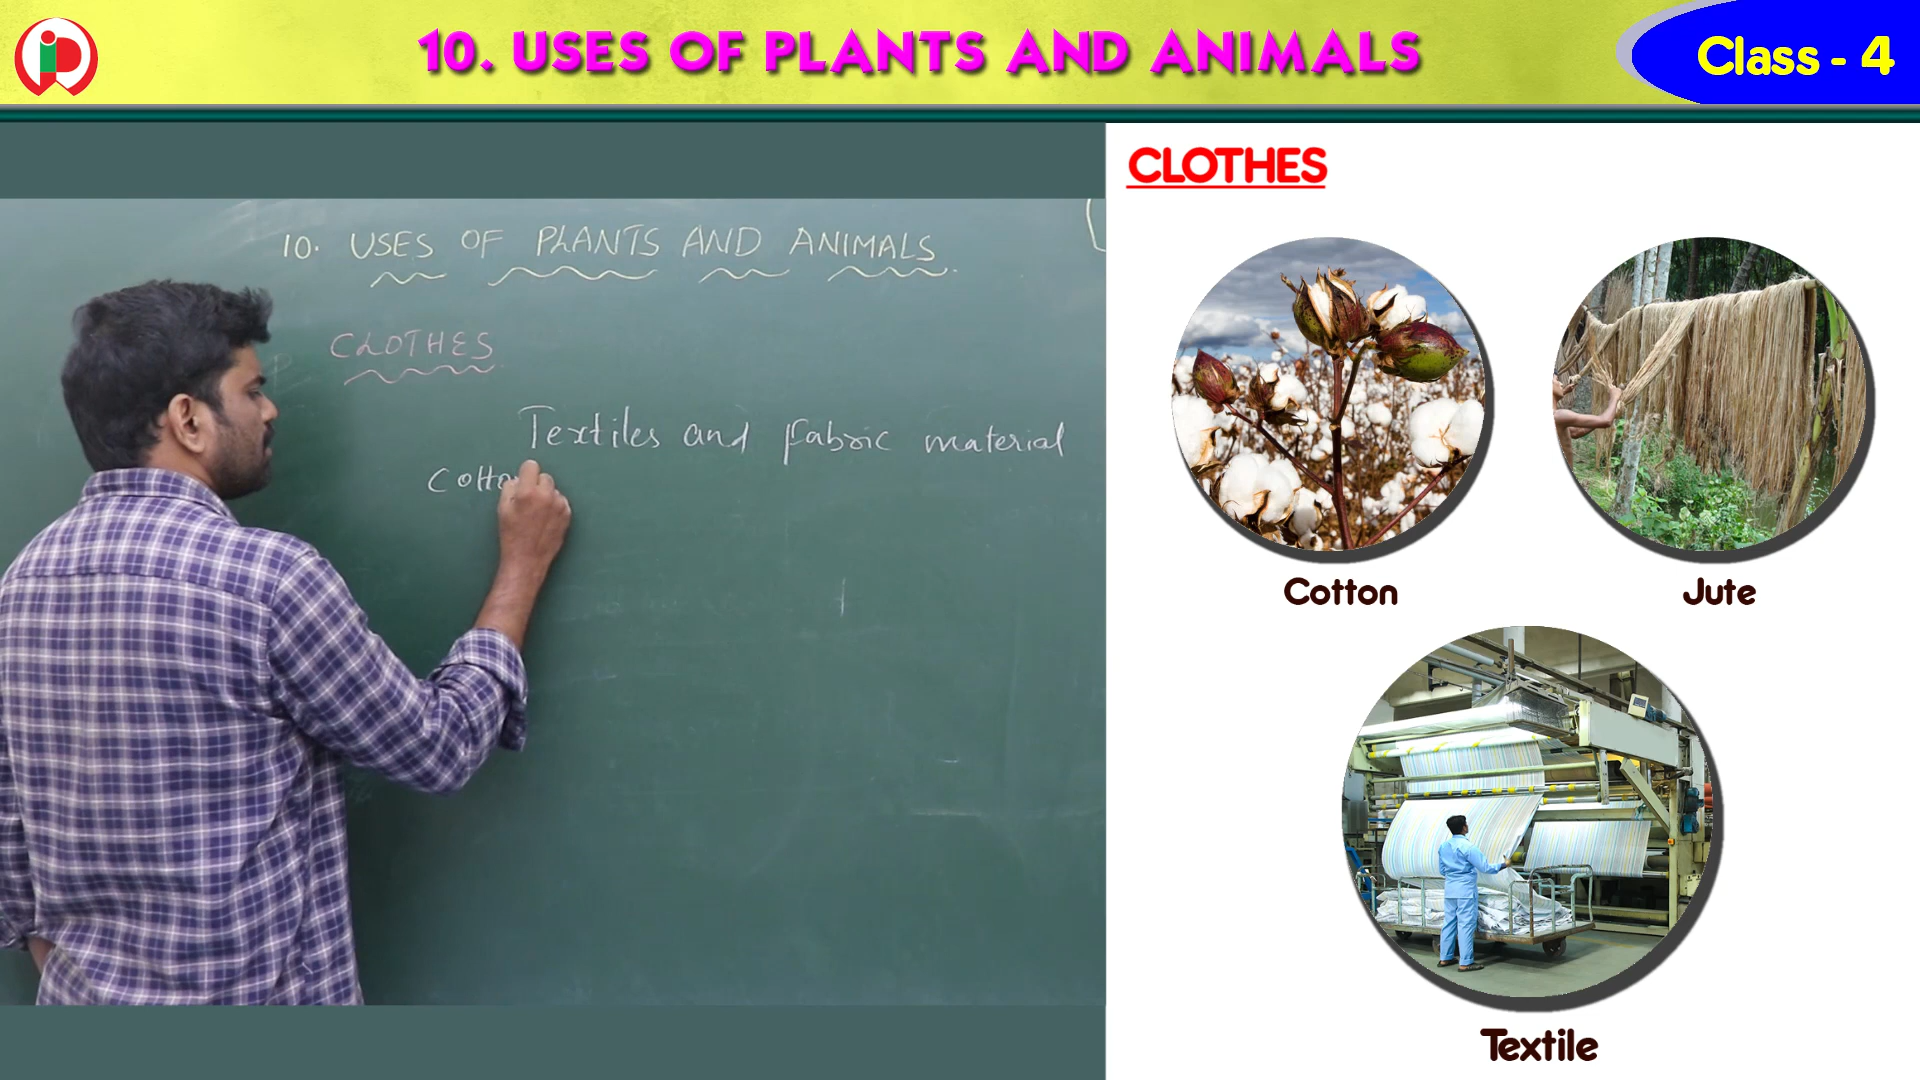 10. USES OF PLANTS AND ANIMALS
Class - 4
10. USES OF PLANTS AND ANIMALS
CLOTHES
Textiles and fabric material
CLOTHES
Cotton
Jute
Textile